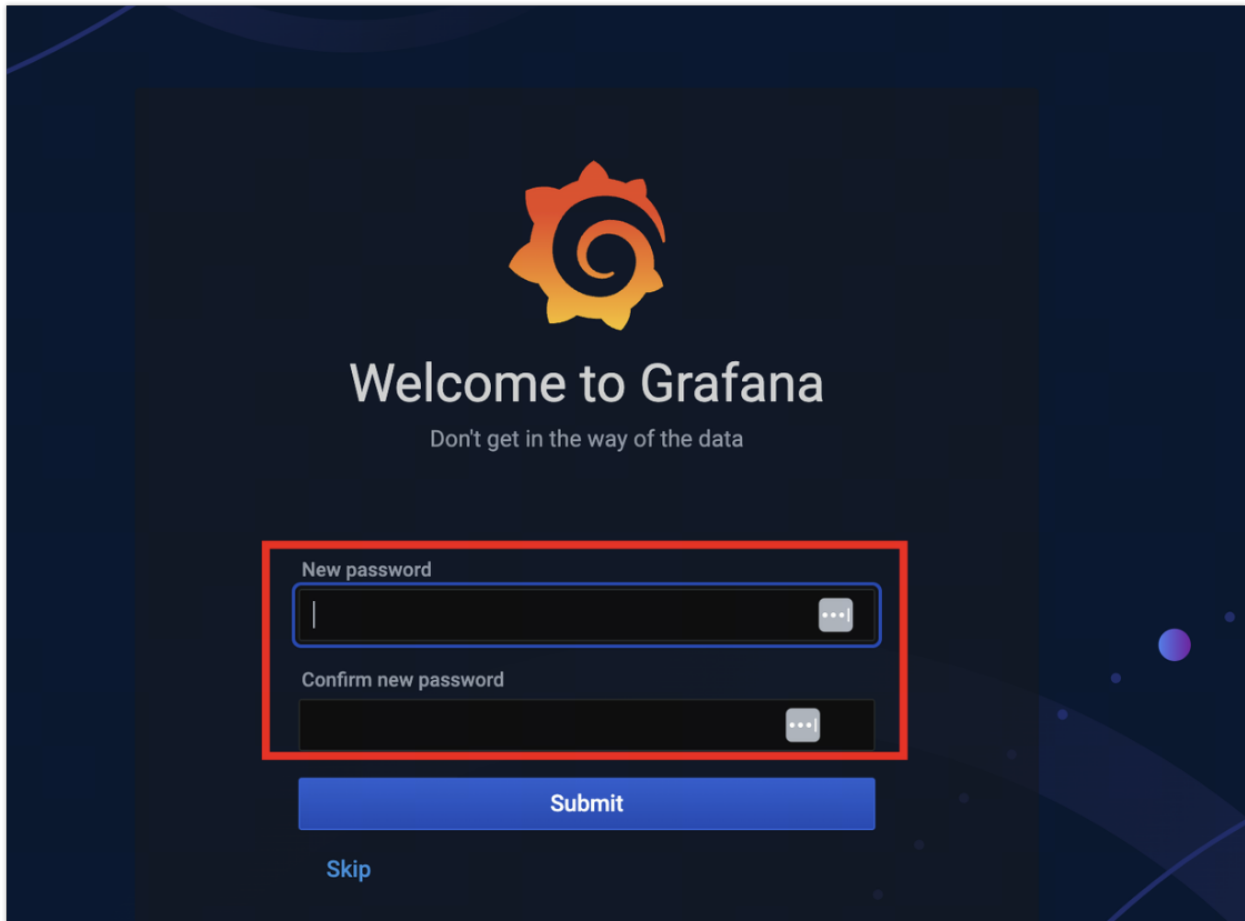 Welcome to Grafana
Don't get in the way of the data
New password
Confirm new password
Submit
Skip